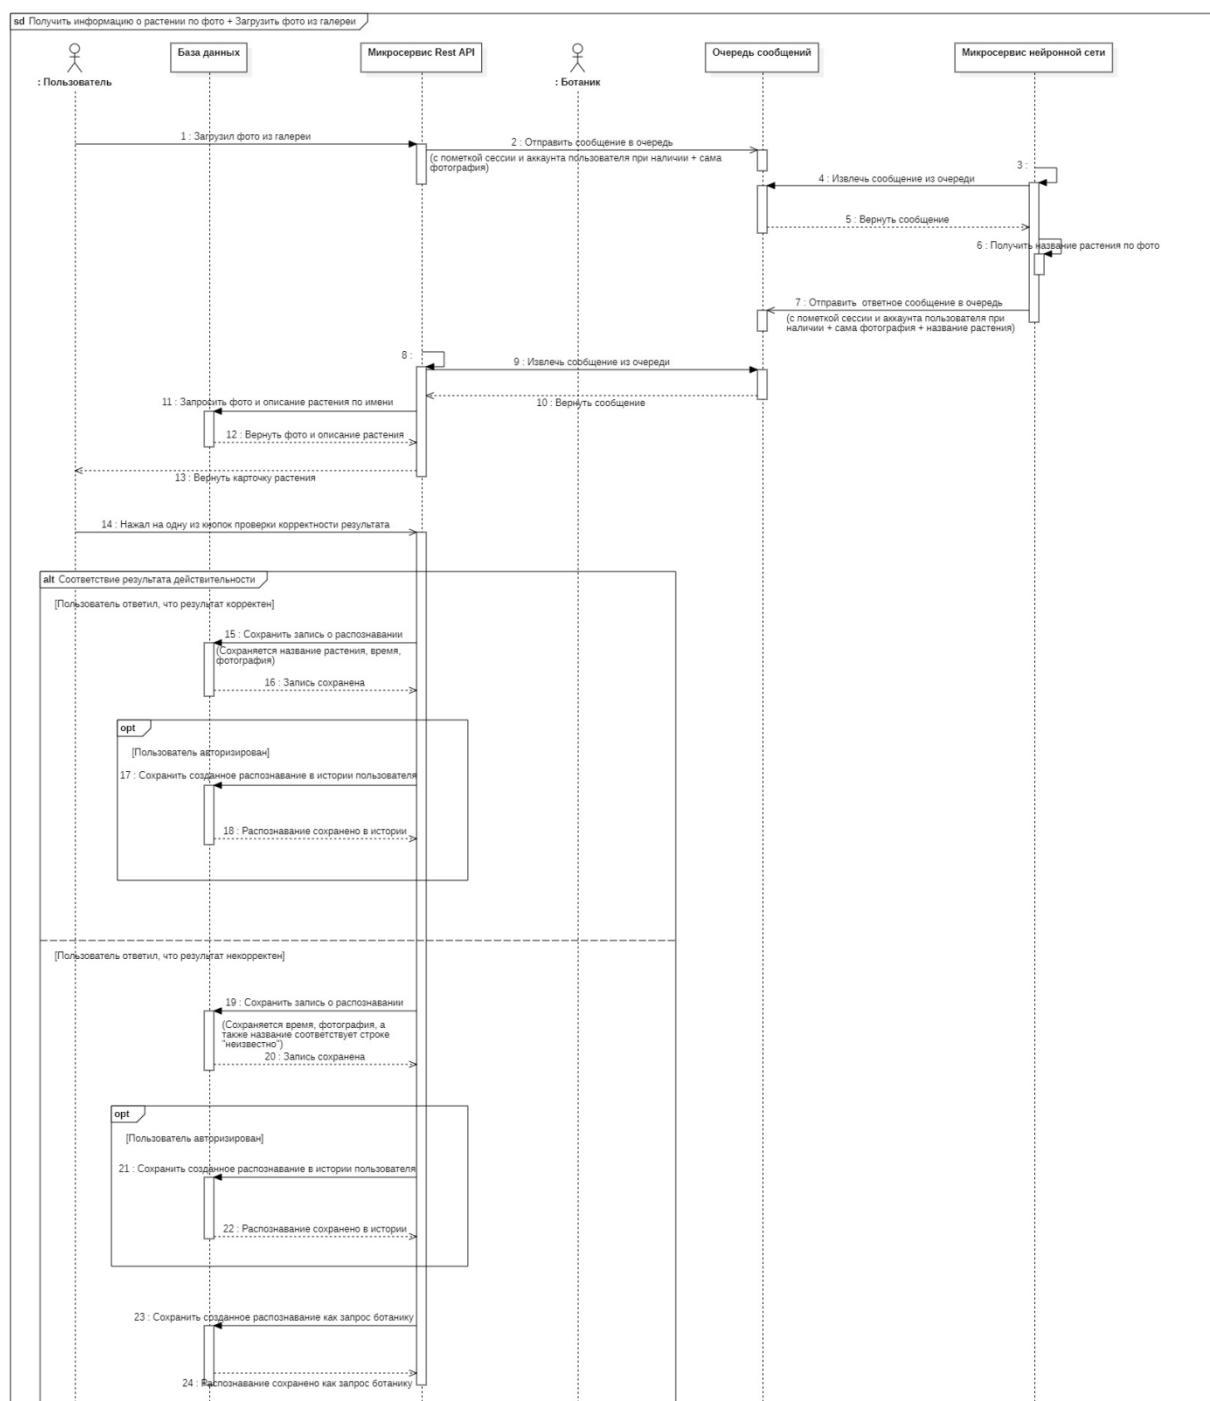 sd Получить информацию о растении по фото + Загрузить фото из галереи
: Пользователь
База данных
Микросервис Rest API
: Ботаник
Очередь сообщений
Микросервис нейронной сети
1 : Загрузил фото из галереи
2 : Отправить сообщение в очередь
(с пометкой сессии и аккаунта пользователя при наличии + сама
фотография)
3 :
4 : Извлечь сообщение из очереди
5 : Вернуть сообщение
6 : Получить название растения по фото
7 : Отправить ответное сообщение в очередь
(с пометкой сессии и аккаунта пользователя при
наличии + сама фотография + название растения)
8 :
9 : Извлечь сообщение из очереди
10 : Вернуть сообщение
11 : Запросить фото и описание растения по имени
12 : Вернуть фото и описание растения
13 : Вернуть карточку растения
14 : Нажал на одну из кнопок проверки корректности результата
alt Соответствие результата действительности
[Пользователь ответил, что результат корректен]
15 : Сохранить запись о распознавании
(Сохраняется название растения, время,
фотография)
16 : Запись сохранена
opt
[Пользователь авторизирован]
17 : Сохранить созданное распознавание в истории пользователя
18 : Распознавание сохранено в истории
[Пользователь ответил, что результат некорректен]
19 : Сохранить запись о распознавании
(Сохраняется время, фотография, а
также название соответствует строке
"неизвестно")
20 : Запись сохранена
opt
[Пользователь авторизирован]
21 : Сохранить созданное распознавание в истории пользователя
22 : Распознавание сохранено в истории
23 : Сохранить созданное распознавание как запрос ботанику
24 : Распознавание сохранено как запрос ботанику